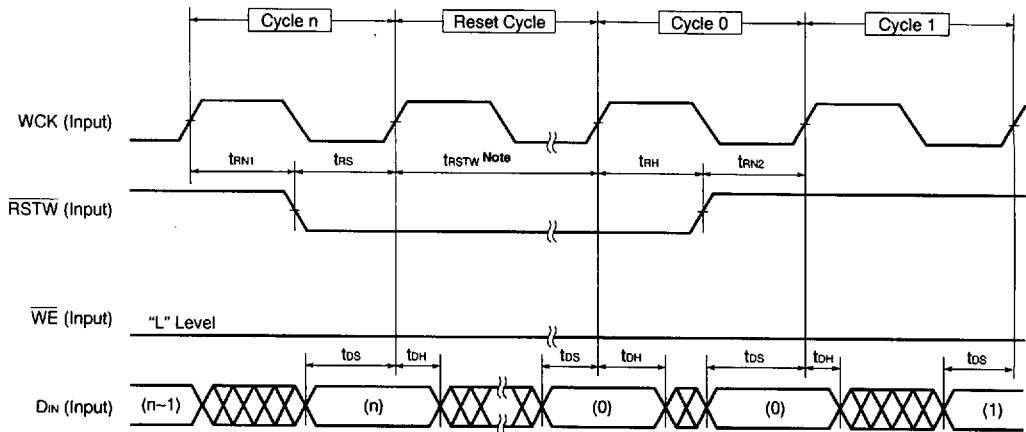 Cycle n Reset Cycle Cycle 0 Cycle 1
WCK (Input)
tRN1 tRS tRSTW Note tRH tRN2
RSTW (Input)
WE (Input) "L" Level
tDS tDH tDS tDH tDS tDH tDS
DIN (Input) (n−1) (n) (0) (0) (1)